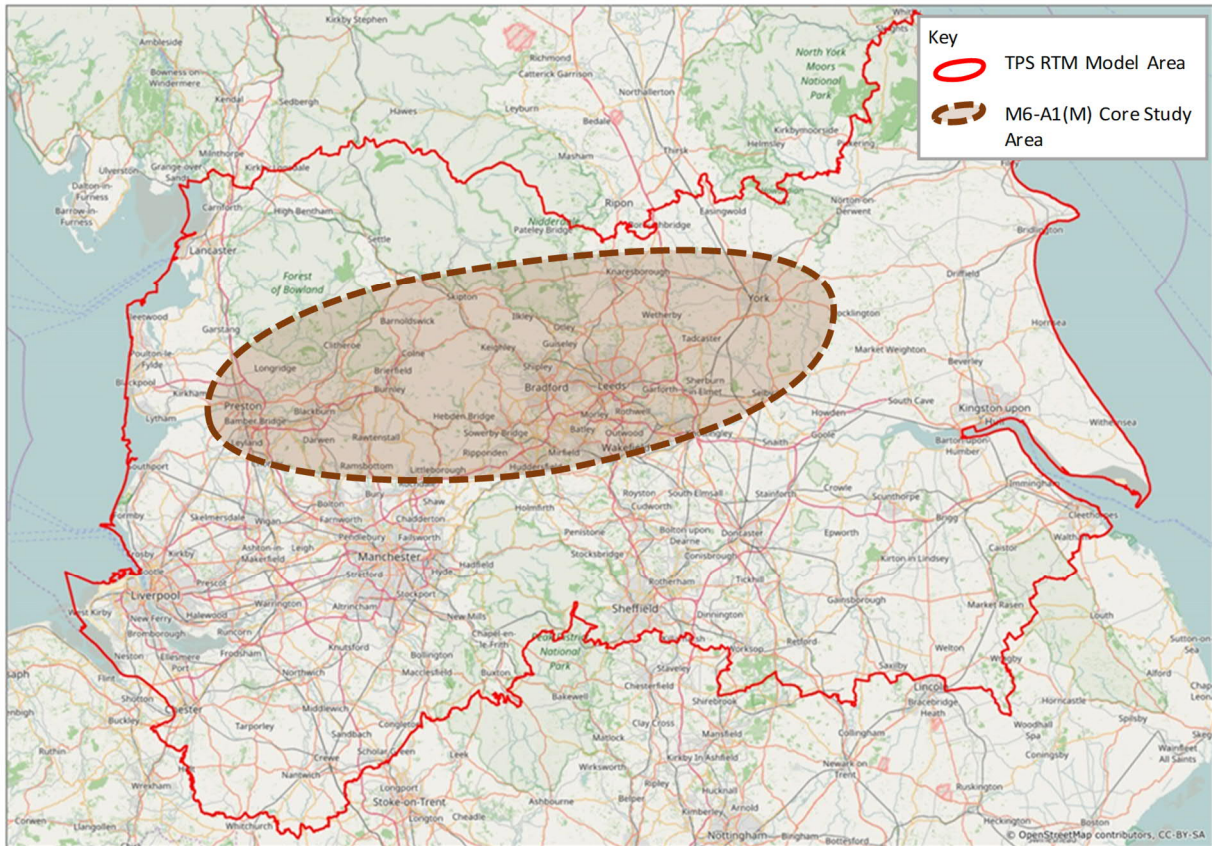 Key
TPS RTM Model Area
M6-A1(M) Core Study
Area
Kirkby Stephen
Ambleside
Richmond
Catterick Garrison
North York
Moors
National
Park
Bowness-on-
Windermere
Northallerton
Kendal
Sedbergh
Hawes
Leyburn
Bedale
Kirkbymoorside
Helmsley
Thirsk
Masham
Milnthorpe
Ulverston
Grange-over-
Sands
Dalton-in-
Furness
Barrow-in-
Furness
Carnforth
High Bentham
Ripon
Easingwold
Norton-on-
Derwent
Nidderdale
Pateley Bridge
Settle
Lancaster
Bridlington
Forest
of Bowland
Knaresborough
Driffield
Skipton
York
Garstang
Barnoldswick
Ilkley
Otley
Wetherby
Hornsea
Poulton-le-
Fylde
Clitheroe
Colne
Keighley
Guiseley
Tadcaster
Market Weighton
Beverley
Longridge
Brierfield
Shipley
Blackpool
Kirkham
Burnley
Bradford
Leeds
Garforth
Sherburn
in-Elmet
Selby
South Cave
Kingston upon
Hull
Withernsea
Preston
Bamber Bridge
Blackburn
Hebden Bridge
Morley
Rothwell
Howden
Lytham
Leyland
Darwen
Rawtenstall
Sowerby Bridge
Batley
Outwood
Snaith
Goole
Barton-upon-
Humber
Ripponden
Mirfield
Wakefield
Southport
Ramsbottom
Littleborough
Huddersfield
Immingham
Bolton
Bury
Shaw
Royston
South Elmsall
Stainforth
Crowle
Scunthorpe
Cleethorpes
Formby
Skelmersdale
Wigan
Farnworth
Chadderton
Holmfirth
Cudworth
Brigg
Pendlebury
Failsworth
Penistone
Bolton upon
Dearne
Doncaster
Epworth
Crosby
Kirkby
Ashton-in-
Makerfield
Leigh
Manchester
Stocksbridge
Conisbrough
Kirton in Lindsey
Caistor
Bootle
Prescot
Stretford
Hyde
Hadfield
Rotherham
Tickhill
Liverpool
Warrington
Stockport
Gainsborough
Market Rasen
Louth
West Kirby
Halewood
Altrincham
New Mills
Sheffield
Dinnington
New Ferry
Runcorn
Bromborough
Chapel-en-
le-Frith
Retford
Welton
Sutton-on-
Sea
Neston
Ellesmere
Port
Frodsham
Knutsford
Bollington
Peak District
National
Park
Worksop
Saxilby
Wragby
Alford
Flint
Northwich
Macclesfield
Buxton
Staveley
Shotton
Bakewell
Chesterfield
Shirebrook
Lincoln
Horncastle
Buckley
Chester
Middlewich
Bracebridge
Heath
Tarporley
Congleton
Clay Cross
Mansfield
Collingham
Woodhall
Spa
Spilsby
Sandbach
Matlock
Ruthin
Crewe
Scholar Green
Leek
Coningsby
Wainfleet
All Saints
Nantwich
Wirksworth
Sutton in Ashfield
Newark on
Trent
Wrexham
Longport
Ripley
Ruskington
Stoke-on-Trent
Ashbourne
Hucknall
Corwen
Llangollen
Whitchurch
Longton
Cheadle
Belper
Kimberley
Arnold
Heckington
Boston
Nottingham
Bingham
Bottesford
© OpenStreetMap contributors, CC-BY-SA